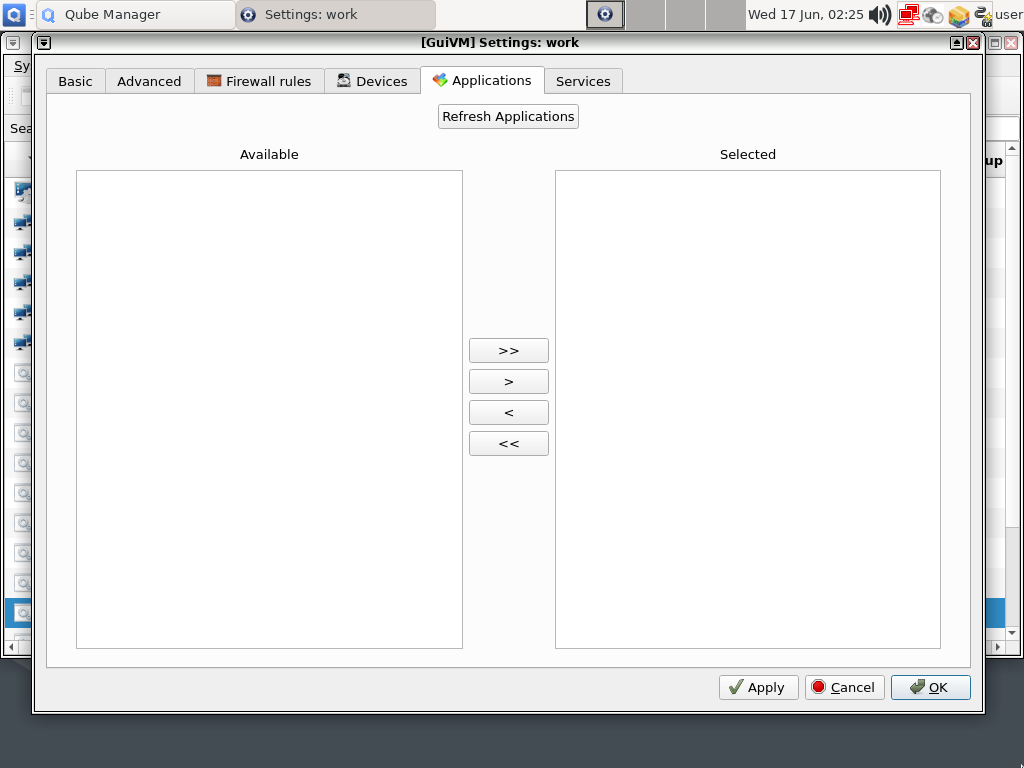 Qube Manager
Settings: work
Wed 17 Jun, 02:25
user
[GuiVM] Settings: work
Sy
Basic
Advanced
Firewall rules
Devices
Applications
Services
Refresh Applications
Sea
Available
Selected
up
>>
>
<
<<
Apply
Cancel
OK